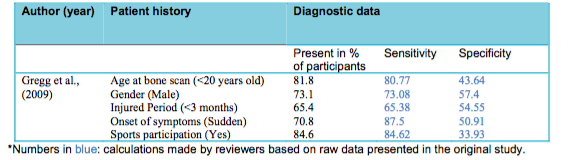 Author (year) Patient history Diagnostic data
Present in % of participants Sensitivity Specificity
Gregg et al., (2009) Age at bone scan (<20 years old) 81.8 80.77 43.64
Gender (Male) 73.1 73.08 57.4
Injured Period (<3 months) 65.4 65.38 54.55
Onset of symptoms (Sudden) 70.8 87.5 50.91
Sports participation (Yes) 84.6 84.62 33.93
*Numbers in blue: calculations made by reviewers based on raw data presented in the original study.